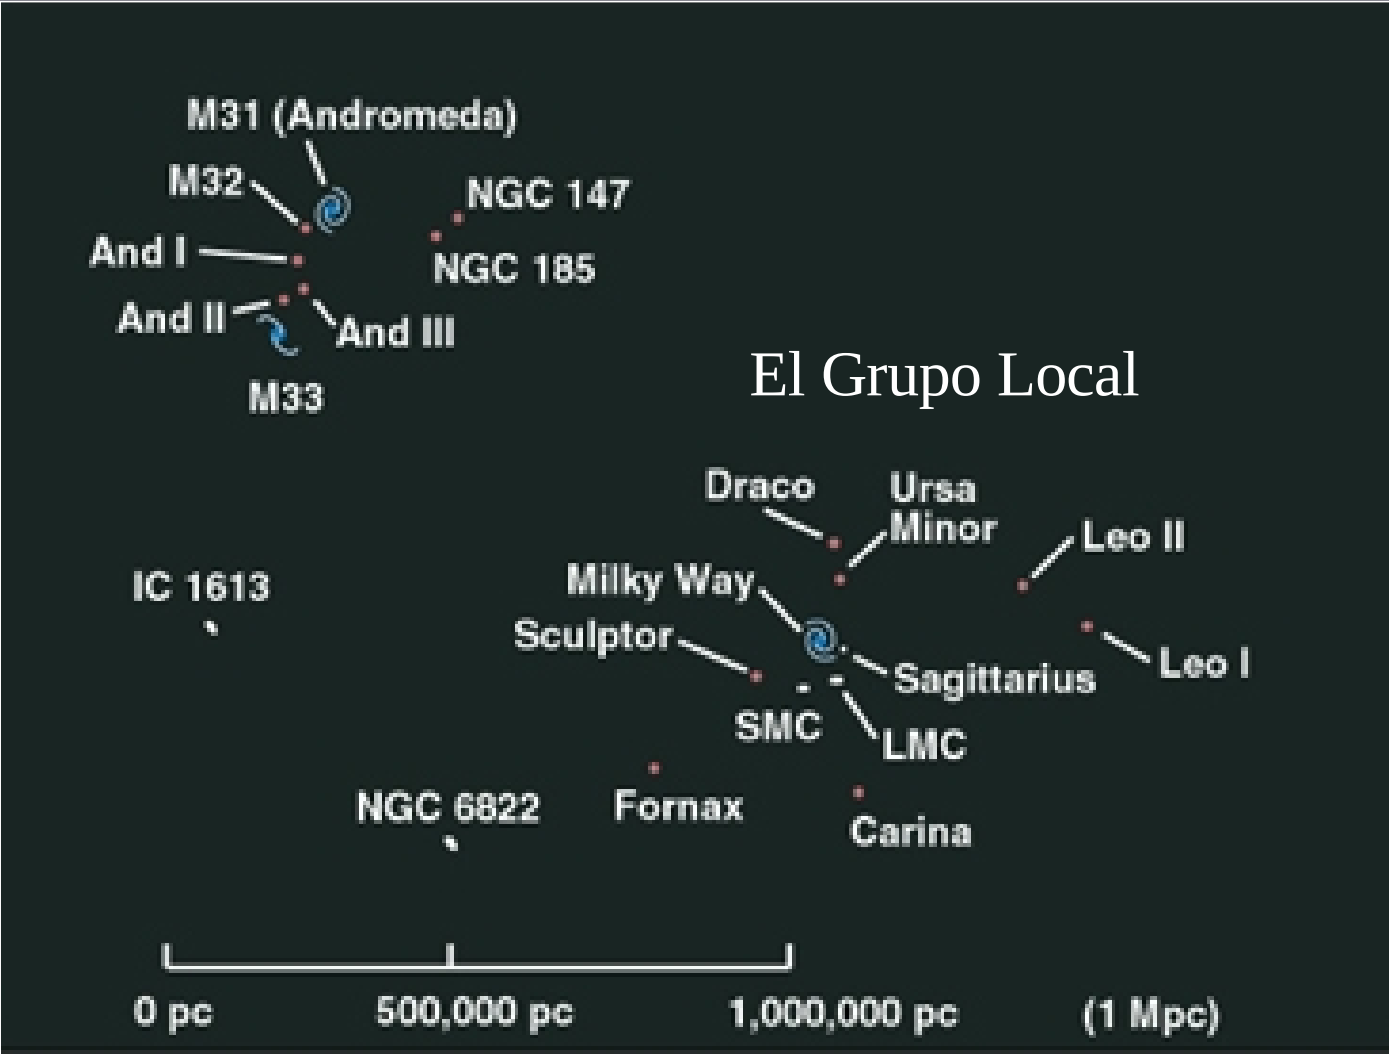 M31 (Andromeda)
M32
NGC 147
And I
NGC 185
And II
And III
M33
El Grupo Local
Draco
Ursa
Minor
Leo II
Milky Way
IC 1613
Sculptor
Leo I
Sagittarius
SMC
LMC
NGC 6822
Fornax
Carina
0 pc
500,000 pc
1,000,000 pc
(1 Mpc)